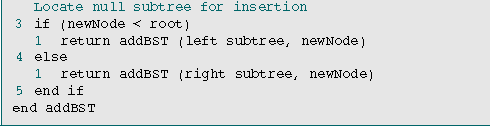 Locate null subtree for insertion
3 if (newNode < root)
1 return addBST (left subtree, newNode)
4 else
1 return addBST (right subtree, newNode)
5 end if
end addBST